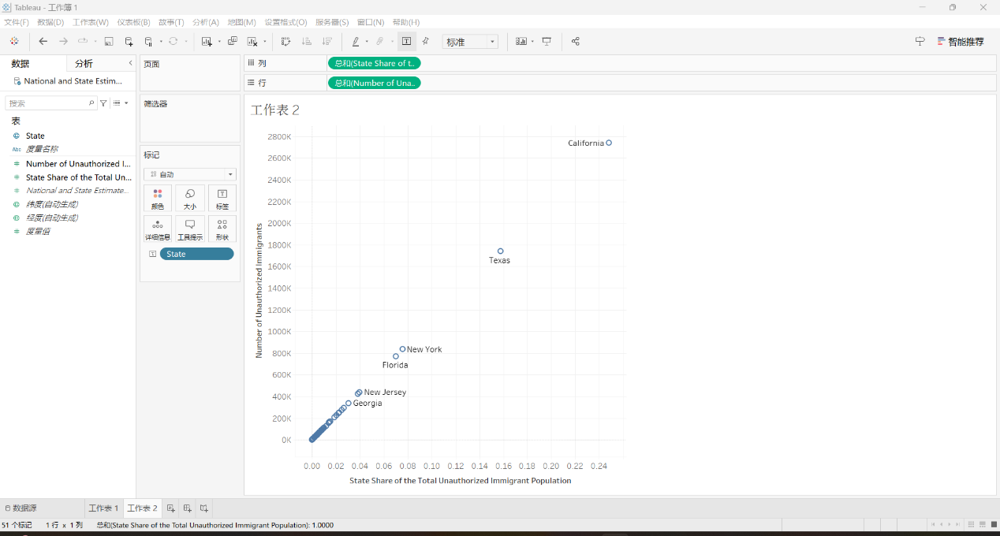 Tableau - 工作簿 1
文件(F) 数据(D) 工作表(W) 仪表板(B) 故事(T) 分析(A) 地图(M) 设置格式(O) 服务器(S) 窗口(N) 帮助(H)
标准
智能推荐
数据 分析
National and State Estim...
搜索
表
State
Abc 度量名称
Number of Unauthorized I...
State Share of the Total Un...
National and State Estimate...
纬度(自动生成)
经度(自动生成)
度量值
页面
筛选器
标记
自动
颜色 大小 标签
详细信息 工具提示 形状
State
列 总和(State Share of t..
行 总和(Number of Una..
工作表 2
2800K
2600K
2400K
2200K
2000K
1800K
1600K
1400K
1200K
1000K
800K
600K
400K
200K
0K
Number of Unauthorized Immigrants
California
Texas
New York
Florida
New Jersey
Georgia
0.00 0.02 0.04 0.06 0.08 0.10 0.12 0.14 0.16 0.18 0.20 0.22 0.24
State Share of the Total Unauthorized Immigrant Population
数据源 工作表 1 工作表 2
51 个标记 1 行 x 1 列 总和(State Share of the Total Unauthorized Immigrant Population): 1.0000